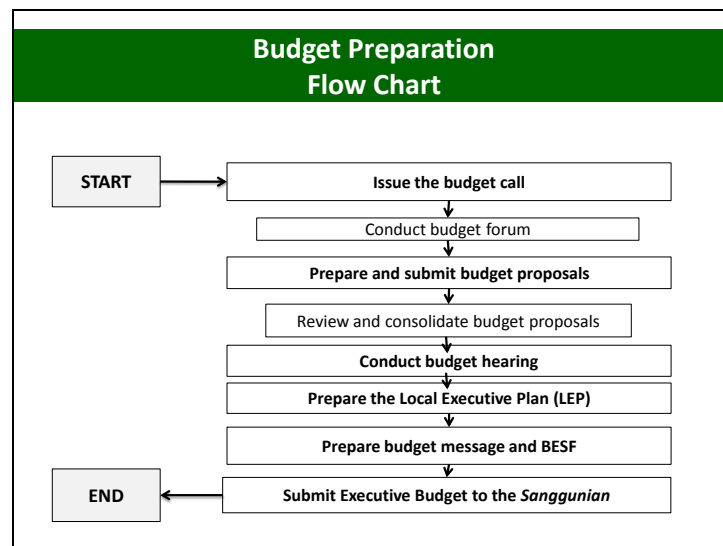 Budget Preparation
Flow Chart
START
Issue the budget call
Conduct budget forum
Prepare and submit budget proposals
Review and consolidate budget proposals
Conduct budget hearing
Prepare the Local Executive Plan (LEP)
Prepare budget message and BESF
END
Submit Executive Budget to the Sanggunian